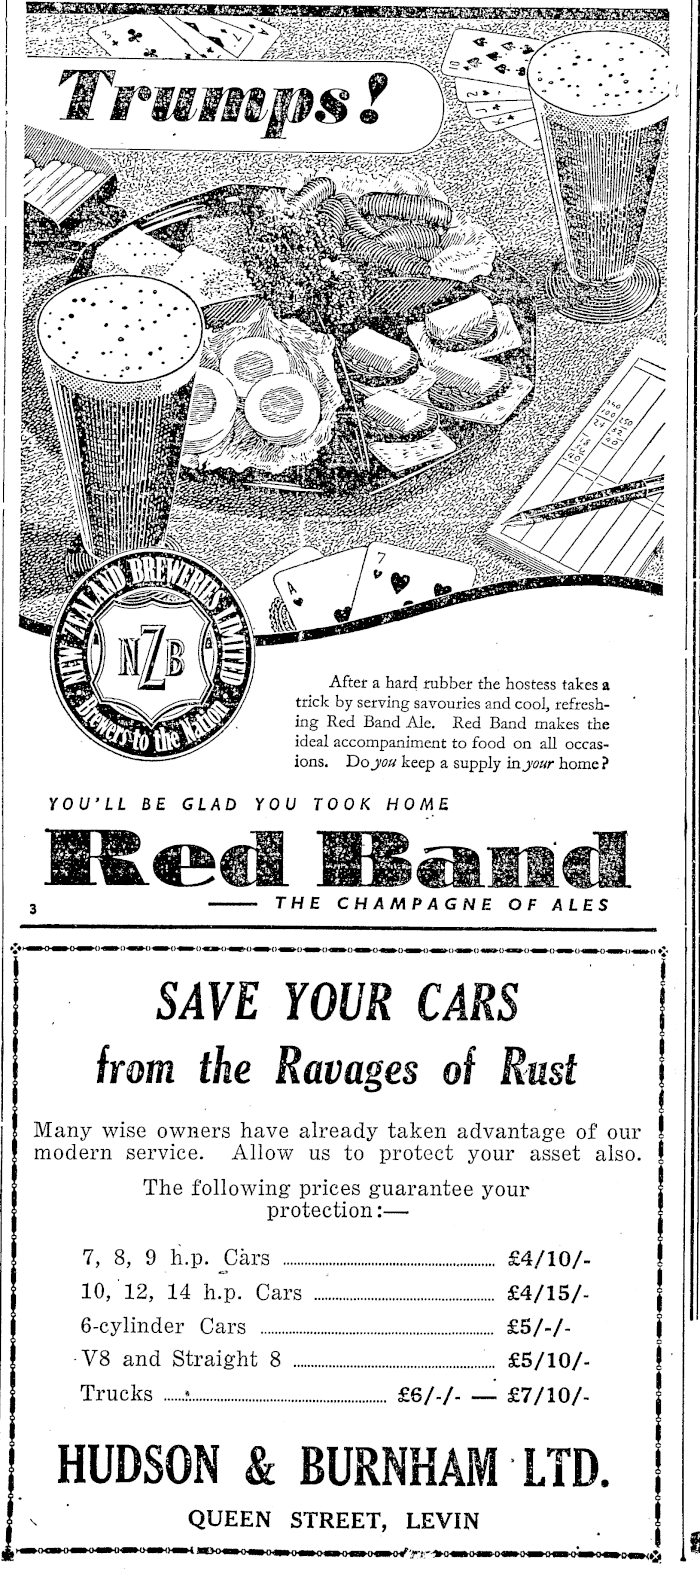 Trumps!
NEW ZEALAND BREWERIES LIMITED
NZB
Brewers to the Nation
After a hard rubber the hostess takes a
trick by serving savouries and cool, refresh-
ing Red Band Ale. Red Band makes the
ideal accompaniment to food on all occas-
ions. Do you keep a supply in your home?
YOU'LL BE GLAD YOU TOOK HOME
Red Band
THE CHAMPAGNE OF ALES
3
SAVE YOUR CARS
from the Ravages of Rust
Many wise owners have already taken advantage of our
modern service. Allow us to protect your asset also.
The following prices guarantee your
protection:—
7, 8, 9 h.p. Cars £4/10/-
10, 12, 14 h.p. Cars £4/15/-
6-cylinder Cars £5/-/-
V8 and Straight 8 £5/10/-
Trucks £6/-/- — £7/10/-
HUDSON & BURNHAM LTD.
QUEEN STREET, LEVIN